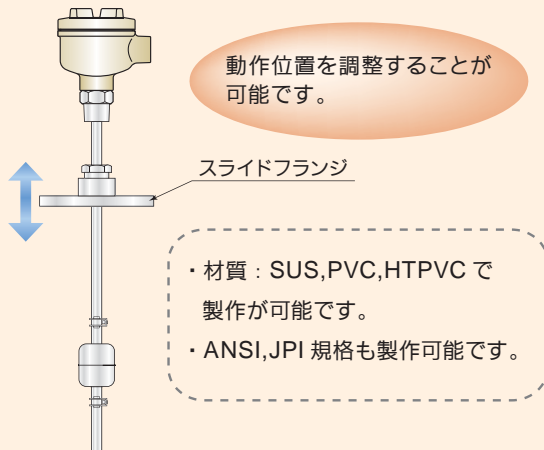 動作位置を調整することが
可能です。
スライドフランジ
・材質：SUS,PVC,HTPVC で
製作が可能です。
・ANSI,JPI 規格も製作可能です。